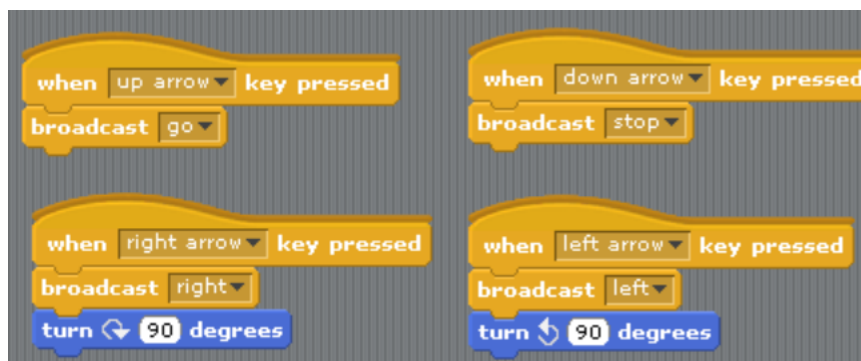 when up arrow key pressed
broadcast go
when down arrow key pressed
broadcast stop
when right arrow key pressed
broadcast right
turn 90 degrees
when left arrow key pressed
broadcast left
turn 90 degrees